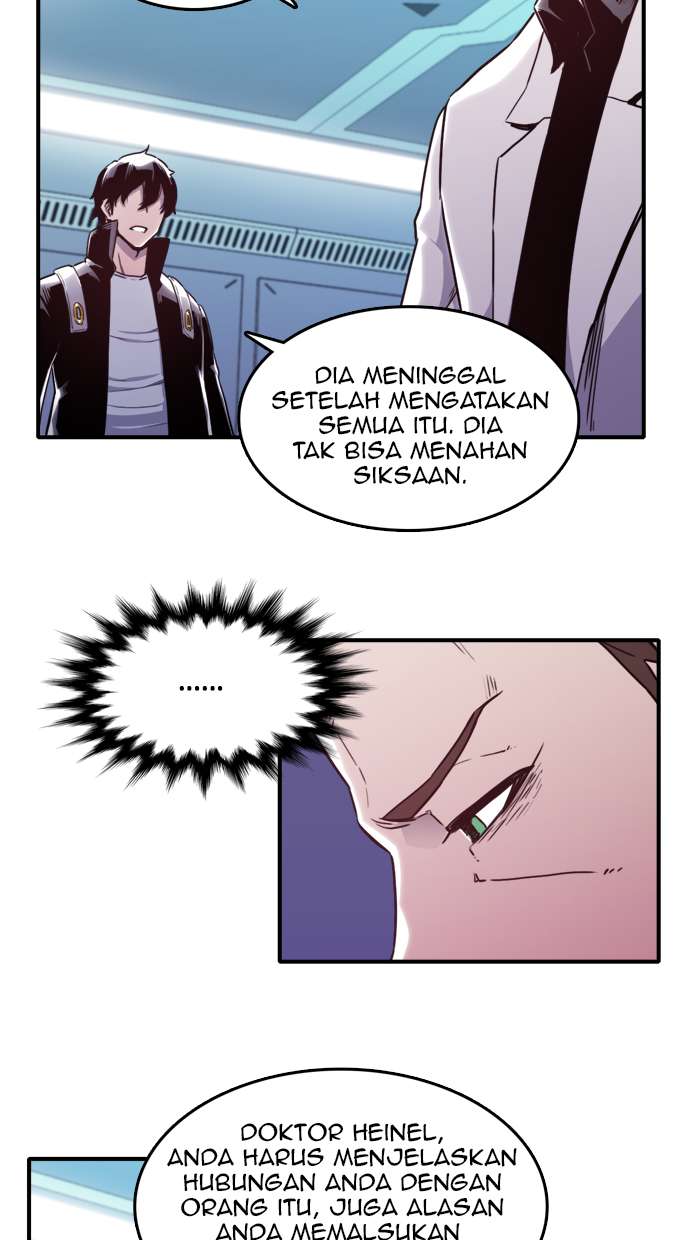 DIA MENINGGAL
SETELAH MENGATAKAN
SEMUA ITU. DIA
TAK BISA MENAHAN
SIKSAAN.
......
DOKTOR HEINEL,
ANDA HARUS MENJELASKAN
HUBUNGAN ANDA DENGAN
ORANG ITU, JUGA ALASAN
ANDA MEMALSUKAN